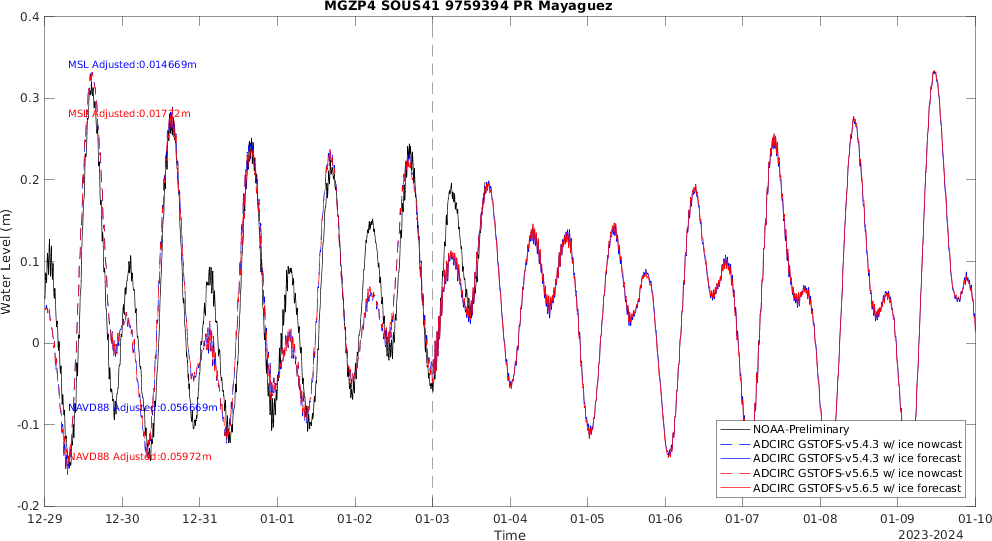 MGZP4 SOUS41 9759394 PR Mayaguez
0.4
0.3
0.2
0.1
0
-0.1
-0.2
Water Level (m)
MSL Adjusted:0.014669m
MSL Adjusted:0.01772m
NAVD88 Adjusted:0.056669m
NAVD88 Adjusted:0.05972m
NOAA-Preliminary
ADCIRC GSTOFS-v5.4.3 w/ ice nowcast
ADCIRC GSTOFS-v5.4.3 w/ ice forecast
ADCIRC GSTOFS-v5.6.5 w/ ice nowcast
ADCIRC GSTOFS-v5.6.5 w/ ice forecast
12-29 12-30 12-31 01-01 01-02 01-03 01-04 01-05 01-06 01-07 01-08 01-09 01-10
Time
2023-2024